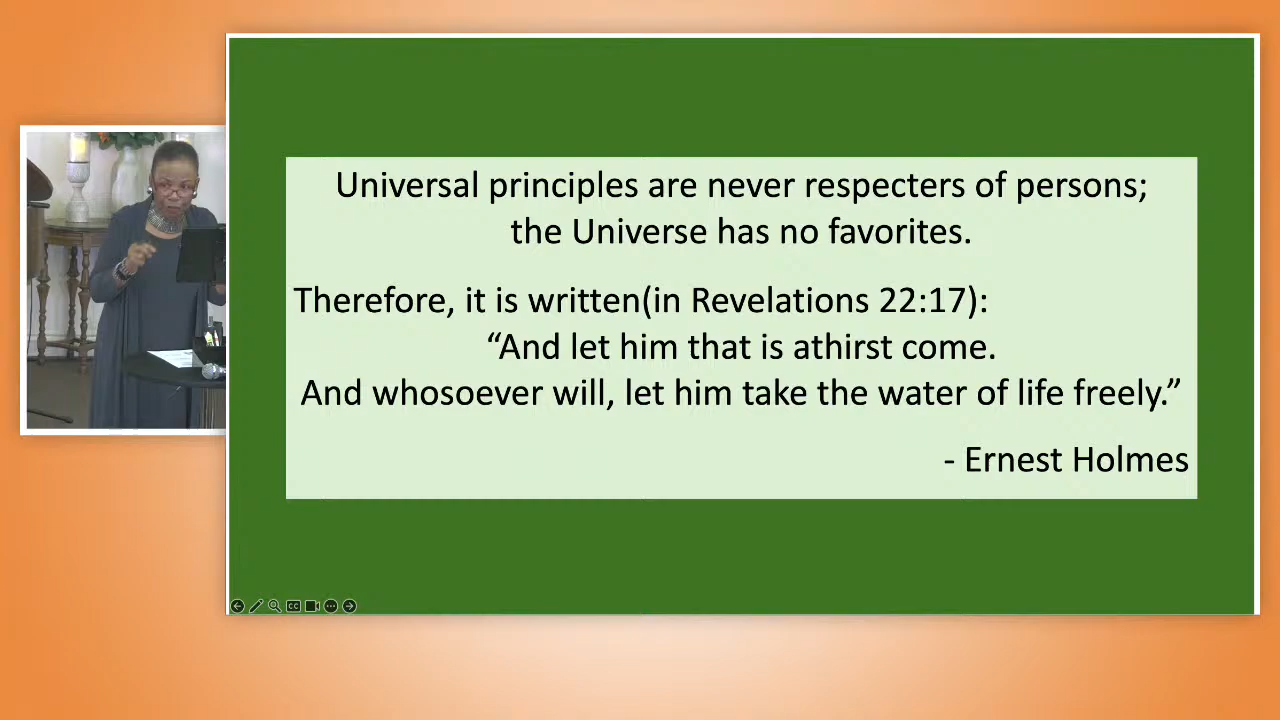 Universal principles are never respecters of persons;
the Universe has no favorites.
Therefore, it is written(in Revelations 22:17):
“And let him that is athirst come.
And whosoever will, let him take the water of life freely.”
- Ernest Holmes
CC